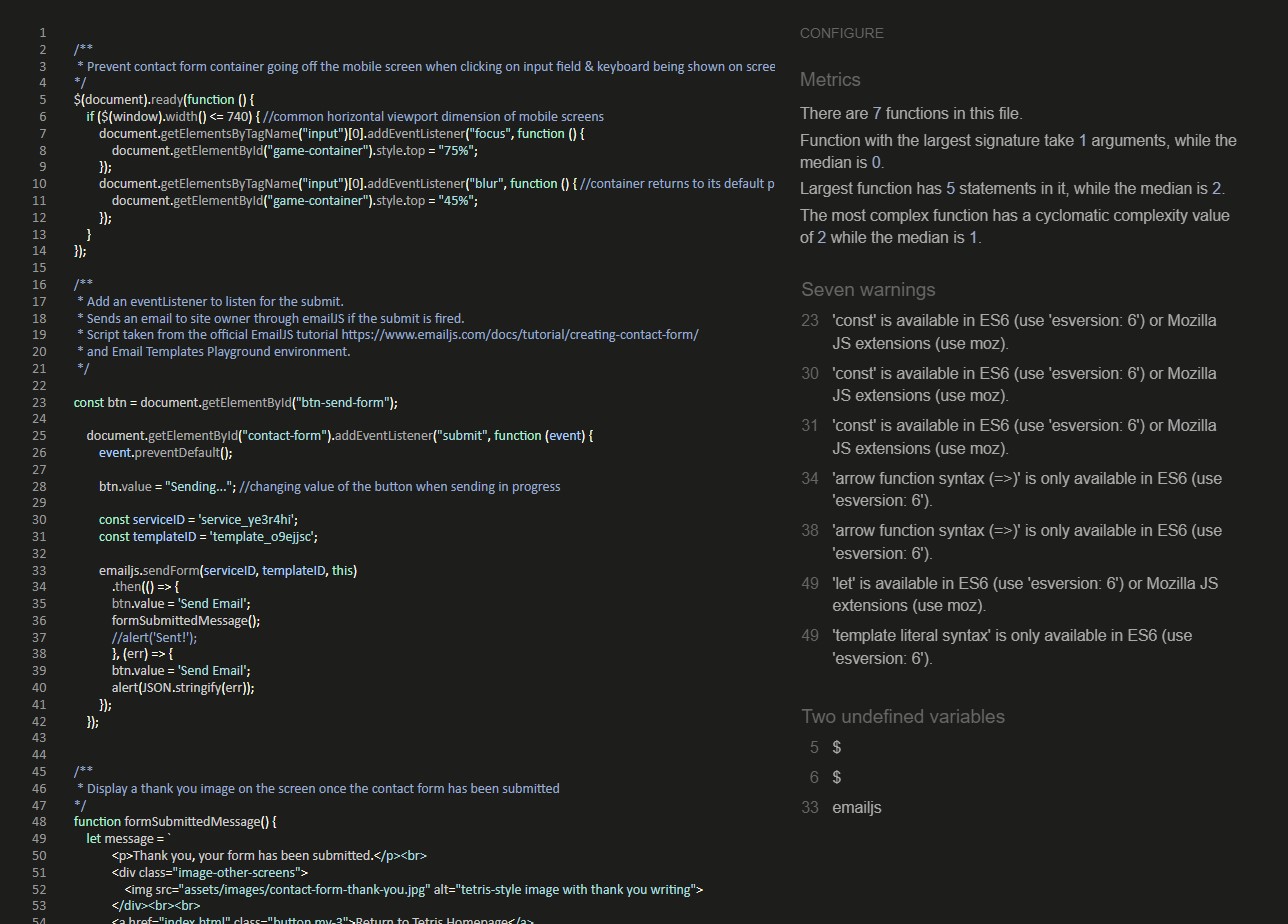 1
2 /**
3  * Prevent contact form container going off the mobile screen when clicking on input field & keyboard being shown on scree
4 */
5 $(document).ready(function () {
6 if ($(window).width() <= 740) { //common horizontal viewport dimension of mobile screens
7 document.getElementsByTagName("input")[0].addEventListener("focus", function () {
8 document.getElementById("game-container").style.top = "75%";
9 });
10 document.getElementsByTagName("input")[0].addEventListener("blur", function () { //container returns to its default p
11 document.getElementById("game-container").style.top = "45%";
12 });
13 }
14 });
15
16 /**
17  * Add an eventListener to listen for the submit.
18  * Sends an email to site owner through emailJS if the submit is fired.
19  * Script taken from the official EmailJS tutorial https://www.emailjs.com/docs/tutorial/creating-contact-form/
20  * and Email Templates Playground environment.
21  */
22
23 const btn = document.getElementById("btn-send-form");
24
25 document.getElementById("contact-form").addEventListener("submit", function (event) {
26 event.preventDefault();
27
28 btn.value = "Sending..."; //changing value of the button when sending in progress
29
30 const serviceID = 'service_ye3r4hi';
31 const templateID = 'template_o9ejjsc';
32
33 emailjs.sendForm(serviceID, templateID, this)
34 .then(() => {
35 btn.value = 'Send Email';
36 formSubmittedMessage();
37 //alert('Sent!');
38 }, (err) => {
39 btn.value = 'Send Email';
40 alert(JSON.stringify(err));
41 });
42 });
43
44
45 /**
46  * Display a thank you image on the screen once the contact form has been submitted
47 */
48 function formSubmittedMessage() {
49 let message = `
50 <p>Thank you, your form has been submitted.</p><br>
51 <div class="image-other-screens">
52 <img src="assets/images/contact-form-thank-you.jpg" alt="tetris-style image with thank you writing">
53 </div><br><br>
54 <a href="index.html" class="button my-3">Return to Tetris Homepage</a>
CONFIGURE
Metrics
There are 7 functions in this file.
Function with the largest signature take 1 arguments, while the
median is 0.
Largest function has 5 statements in it, while the median is 2.
The most complex function has a cyclomatic complexity value
of 2 while the median is 1.
Seven warnings
23 'const' is available in ES6 (use 'esversion: 6') or Mozilla
JS extensions (use moz).
30 'const' is available in ES6 (use 'esversion: 6') or Mozilla
JS extensions (use moz).
31 'const' is available in ES6 (use 'esversion: 6') or Mozilla
JS extensions (use moz).
34 'arrow function syntax (=>)' is only available in ES6 (use
'esversion: 6').
38 'arrow function syntax (=>)' is only available in ES6 (use
'esversion: 6').
49 'let' is available in ES6 (use 'esversion: 6') or Mozilla JS
extensions (use moz).
49 'template literal syntax' is only available in ES6 (use
'esversion: 6').
Two undefined variables
5 $
6 $
33 emailjs